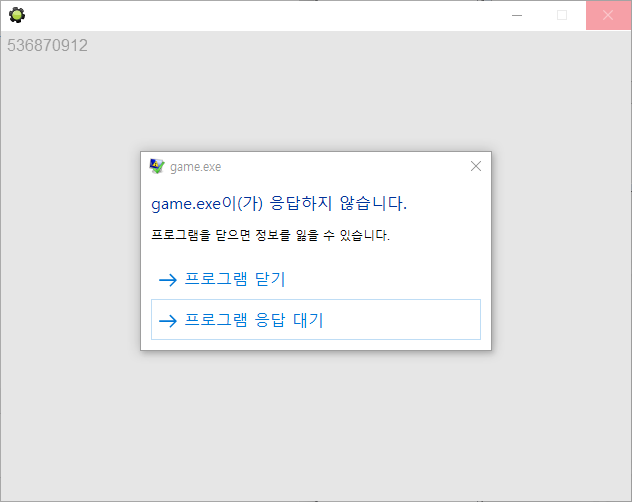 536870912
game.exe
game.exe이(가) 응답하지 않습니다.
프로그램을 닫으면 정보를 잃을 수 있습니다.
프로그램 닫기
프로그램 응답 대기